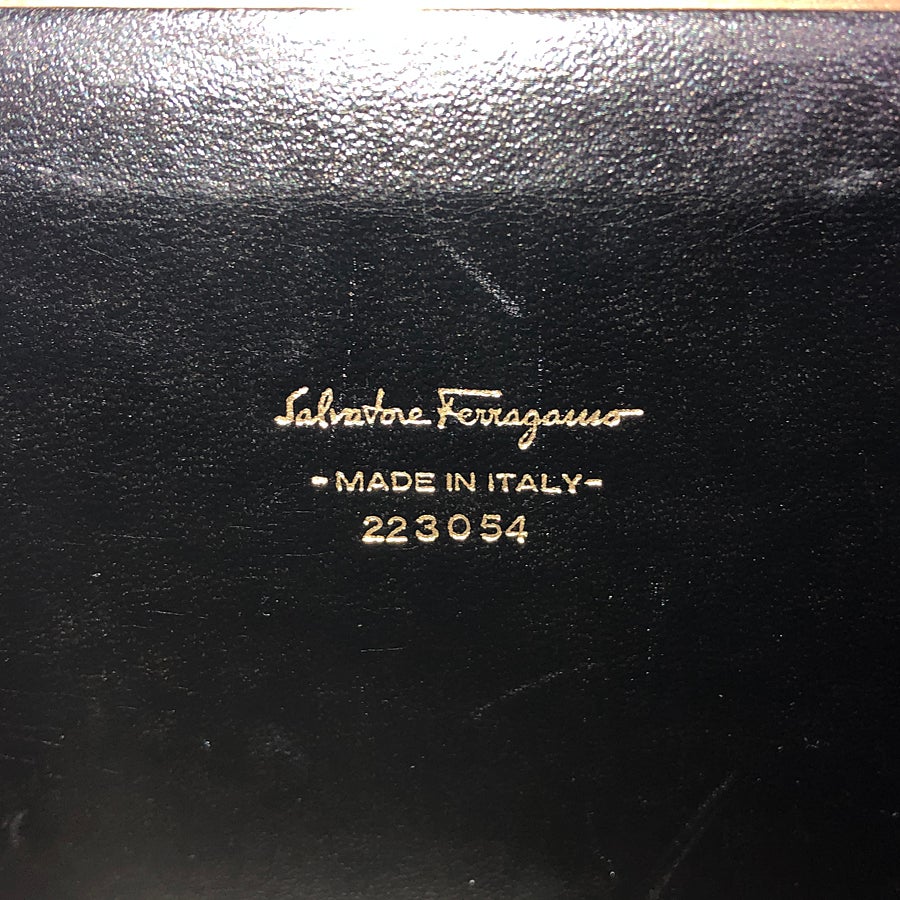 Salvatore Ferragamo
-MADE IN ITALY-
223054